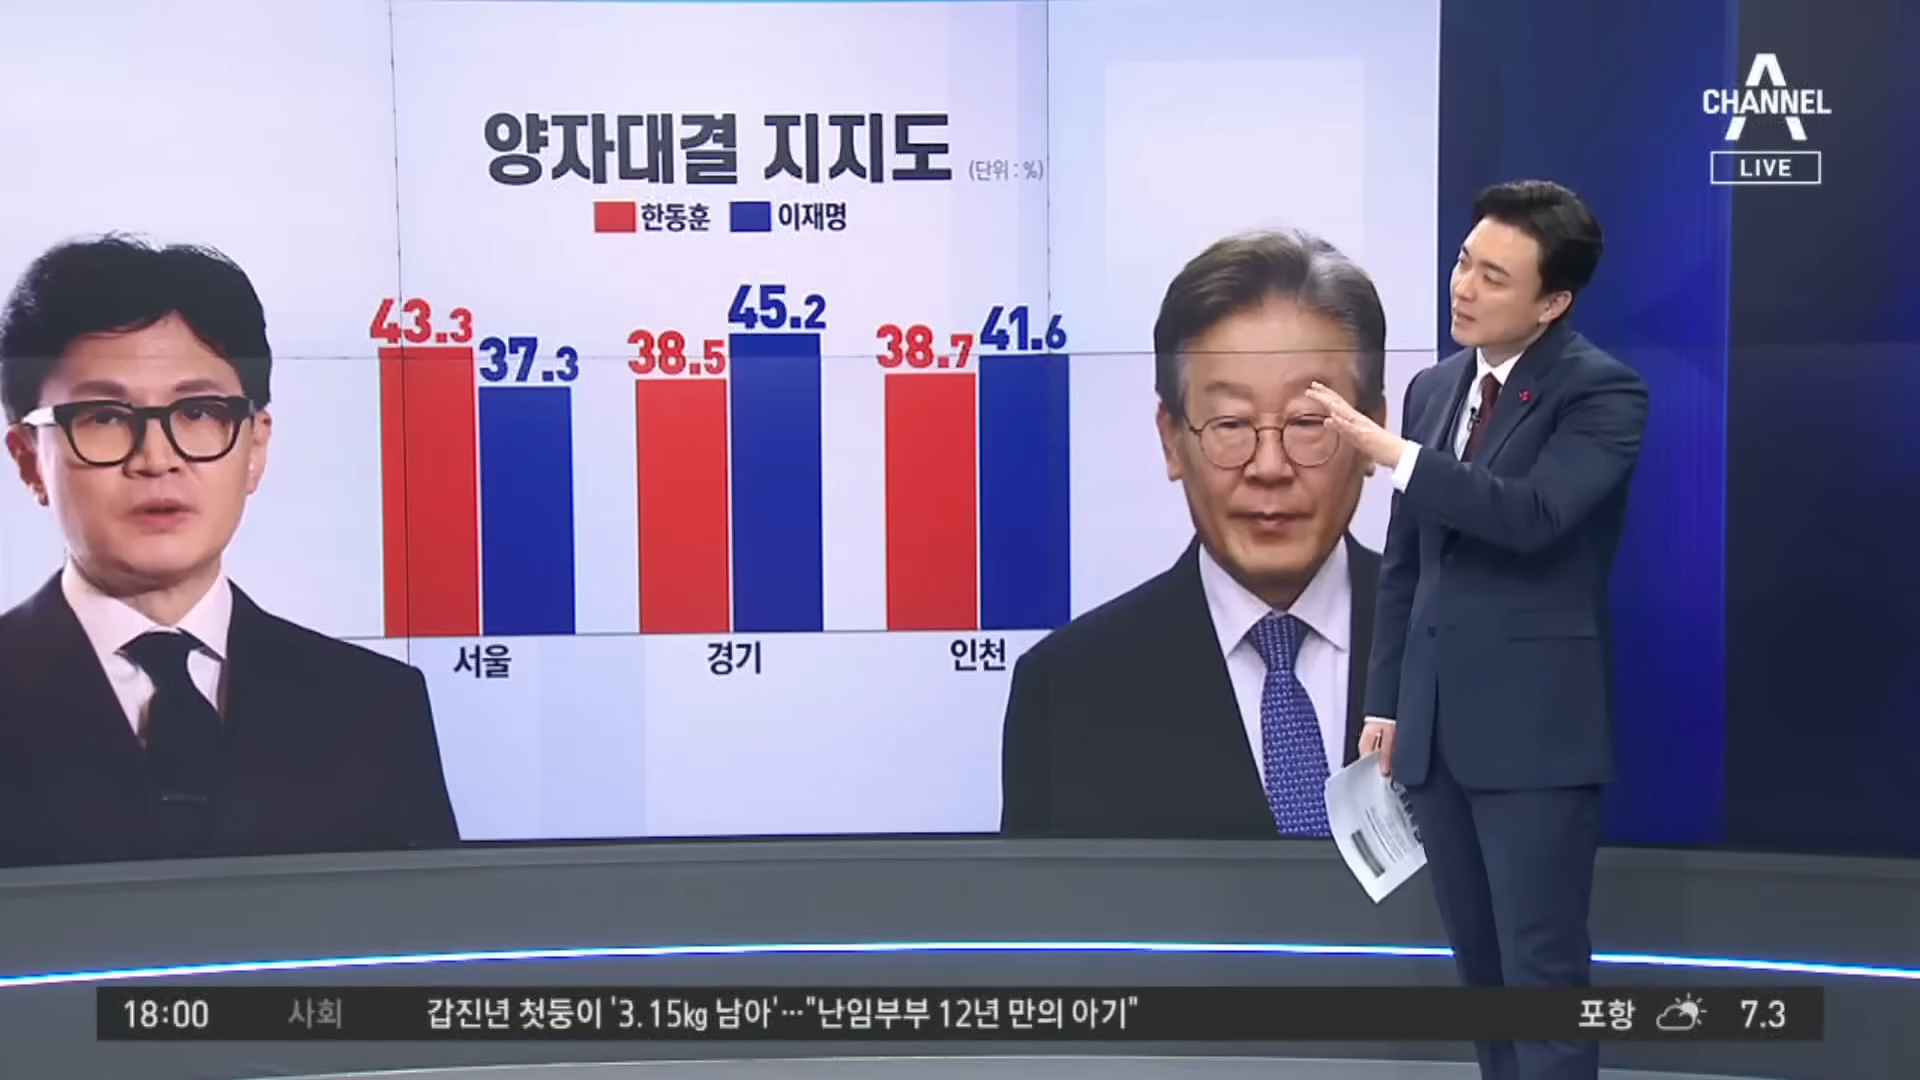 CHANNEL A
LIVE
양자대결 지지도 (단위 : %)
한동훈 이재명
43.3 37.3 38.5 45.2 38.7 41.6
서울 경기 인천
18:00 사회 갑진년 첫둥이 '3.15㎏ 남아'…"난임부부 12년 만의 아기" 포항 7.3